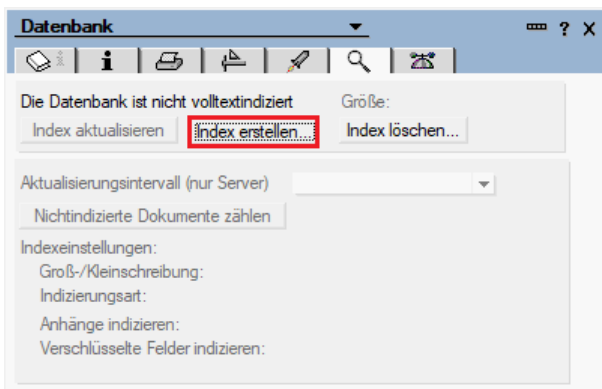 Datenbank ? X
i i
Die Datenbank ist nicht volltextindiziert Größe:
Index aktualisieren Index erstellen... Index löschen...
Aktualisierungsintervall (nur Server)
Nichtindizierte Dokumente zählen
Indexeinstellungen:
Groß-/Kleinschreibung:
Indizierungsart:
Anhänge indizieren:
Verschlüsselte Felder indizieren: